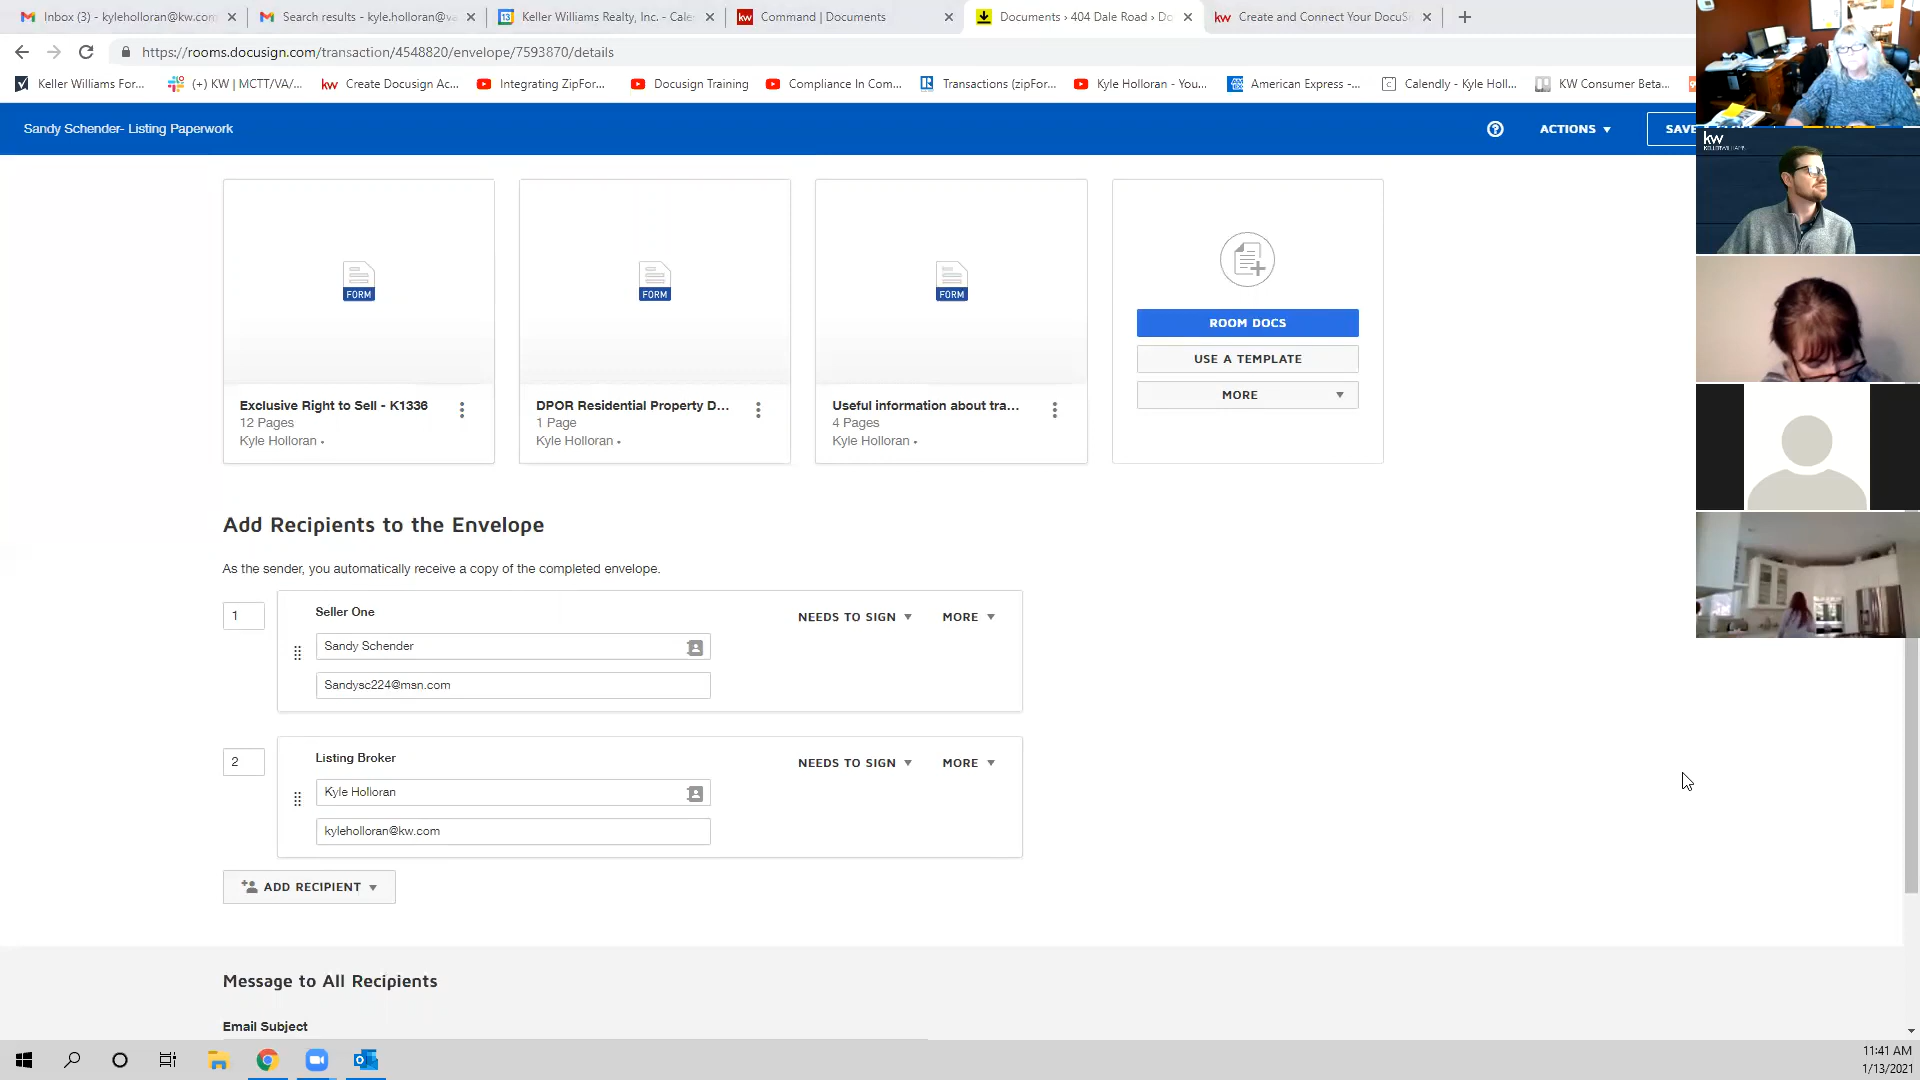 Inbox (3) - kyleholloran@kw.com
Search results - kyle.holloran@va
Keller Williams Realty, Inc. - Cale
kw Command | Documents
Documents › 404 Dale Road › Do
kw Create and Connect Your DocuSi
https://rooms.docusign.com/transaction/4548820/envelope/7593870/details
Keller Williams For...
(+) KW | MCTT/VA/...
kw Create Docusign Ac...
Integrating ZipFor...
Docusign Training
Compliance In Com...
Transactions (zipFor...
Kyle Holloran - You...
American Express -...
Calendly - Kyle Holl...
KW Consumer Beta...
Sandy Schender- Listing Paperwork
ACTIONS
SAVE
kw
KELLERWILLIAMS
FORM
FORM
FORM
ROOM DOCS
USE A TEMPLATE
MORE
Exclusive Right to Sell - K1336
12 Pages
Kyle Holloran •
DPOR Residential Property D...
1 Page
Kyle Holloran •
Useful information about tra...
4 Pages
Kyle Holloran •
Add Recipients to the Envelope
As the sender, you automatically receive a copy of the completed envelope.
1
Seller One
NEEDS TO SIGN
MORE
Sandy Schender
Sandysc224@msn.com
2
Listing Broker
NEEDS TO SIGN
MORE
Kyle Holloran
kyleholloran@kw.com
ADD RECIPIENT
Message to All Recipients
Email Subject
11:41 AM
1/13/2021